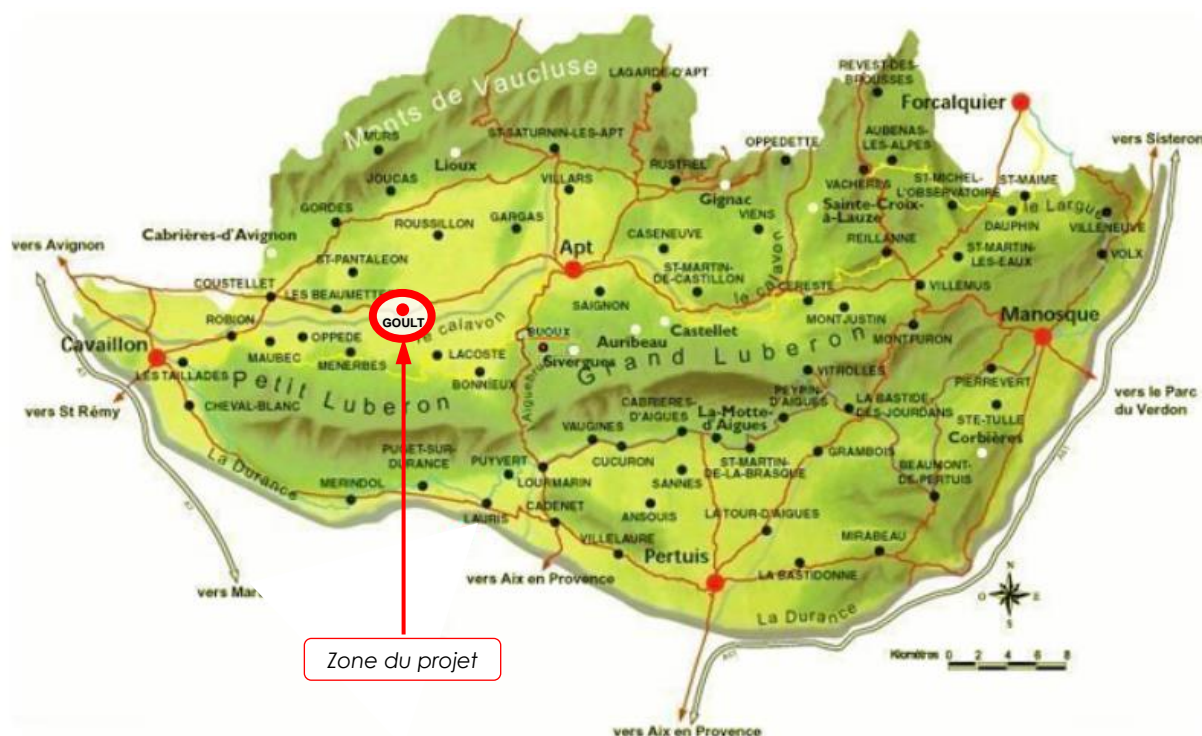 Monts de Vaucluse
LAGARDE-D'APT
REVEST-DES-
BROUSSES
Forcalquier
vers Sisteron
MURS
Lioux
ST-SATURNIN-LES-APT
OPPEDETTE
AUBENAS-
LES-ALPES
JOUCAS
VILLARS
RUSTREL
Gignac
VACHERES
ST-MICHEL-
L'OBSERVATOIRE
ST-MAIME
GORDES
ROUSSILLON
GARGAS
VIENS
Sainte-Croix-
à-Lauze
DAUPHIN
le Largue
VILLENEUVE
vers Avignon
Cabrières-d'Avignon
Apt
CASENEUVE
REILLANNE
ST-MARTIN-
LES-EAUX
VOLX
ST-PANTALEON
COUSTELLET
LES BEAUMETTES
ST-MARTIN-
DE-CASTILLON
le calavon
CERESTE
VILLEMUS
GOULT
le calavon
SAIGNON
MONTJUSTIN
Manosque
ROBION
OPPEDE
Castellet
Auribeau
MONTFURON
Cavaillon
MAUBEC
MENERBES
LACOSTE
BUOUX
Sivergues
Grand Luberon
LES TAILLADES
Petit Luberon
BONNIEUX
Aiguebrun
VITROLLES
PIERREVERT
vers St Rémy
CHEVAL-BLANC
CABRIERES-
D'AIGUES
PEYPIN-
D'AIGUES
LA BASTIDE-
DES-JOURDANS
vers le Parc
du Verdon
VAUGINES
La-Motte-
d'Aigues
STE-TULLE
Corbières
La Durance
PUGET-SUR-
DURANCE
PUYVERT
LOURMARIN
CUCURON
ST-MARTIN-
DE-LA-BRASQUE
GRAMBOIS
BEAUMONT-
DE-PERTUIS
MERINDOL
SANNES
LAURIS
CADENET
ANSOUIS
LA TOUR-D'AIGUES
VILLELAURE
Pertuis
MIRABEAU
vers Mar
vers Aix en Provence
LA BASTIDONNE
La Durance
N
O
E
S
Zone du projet
Kilomètres 0 2 4 6 8
vers Aix en Provence